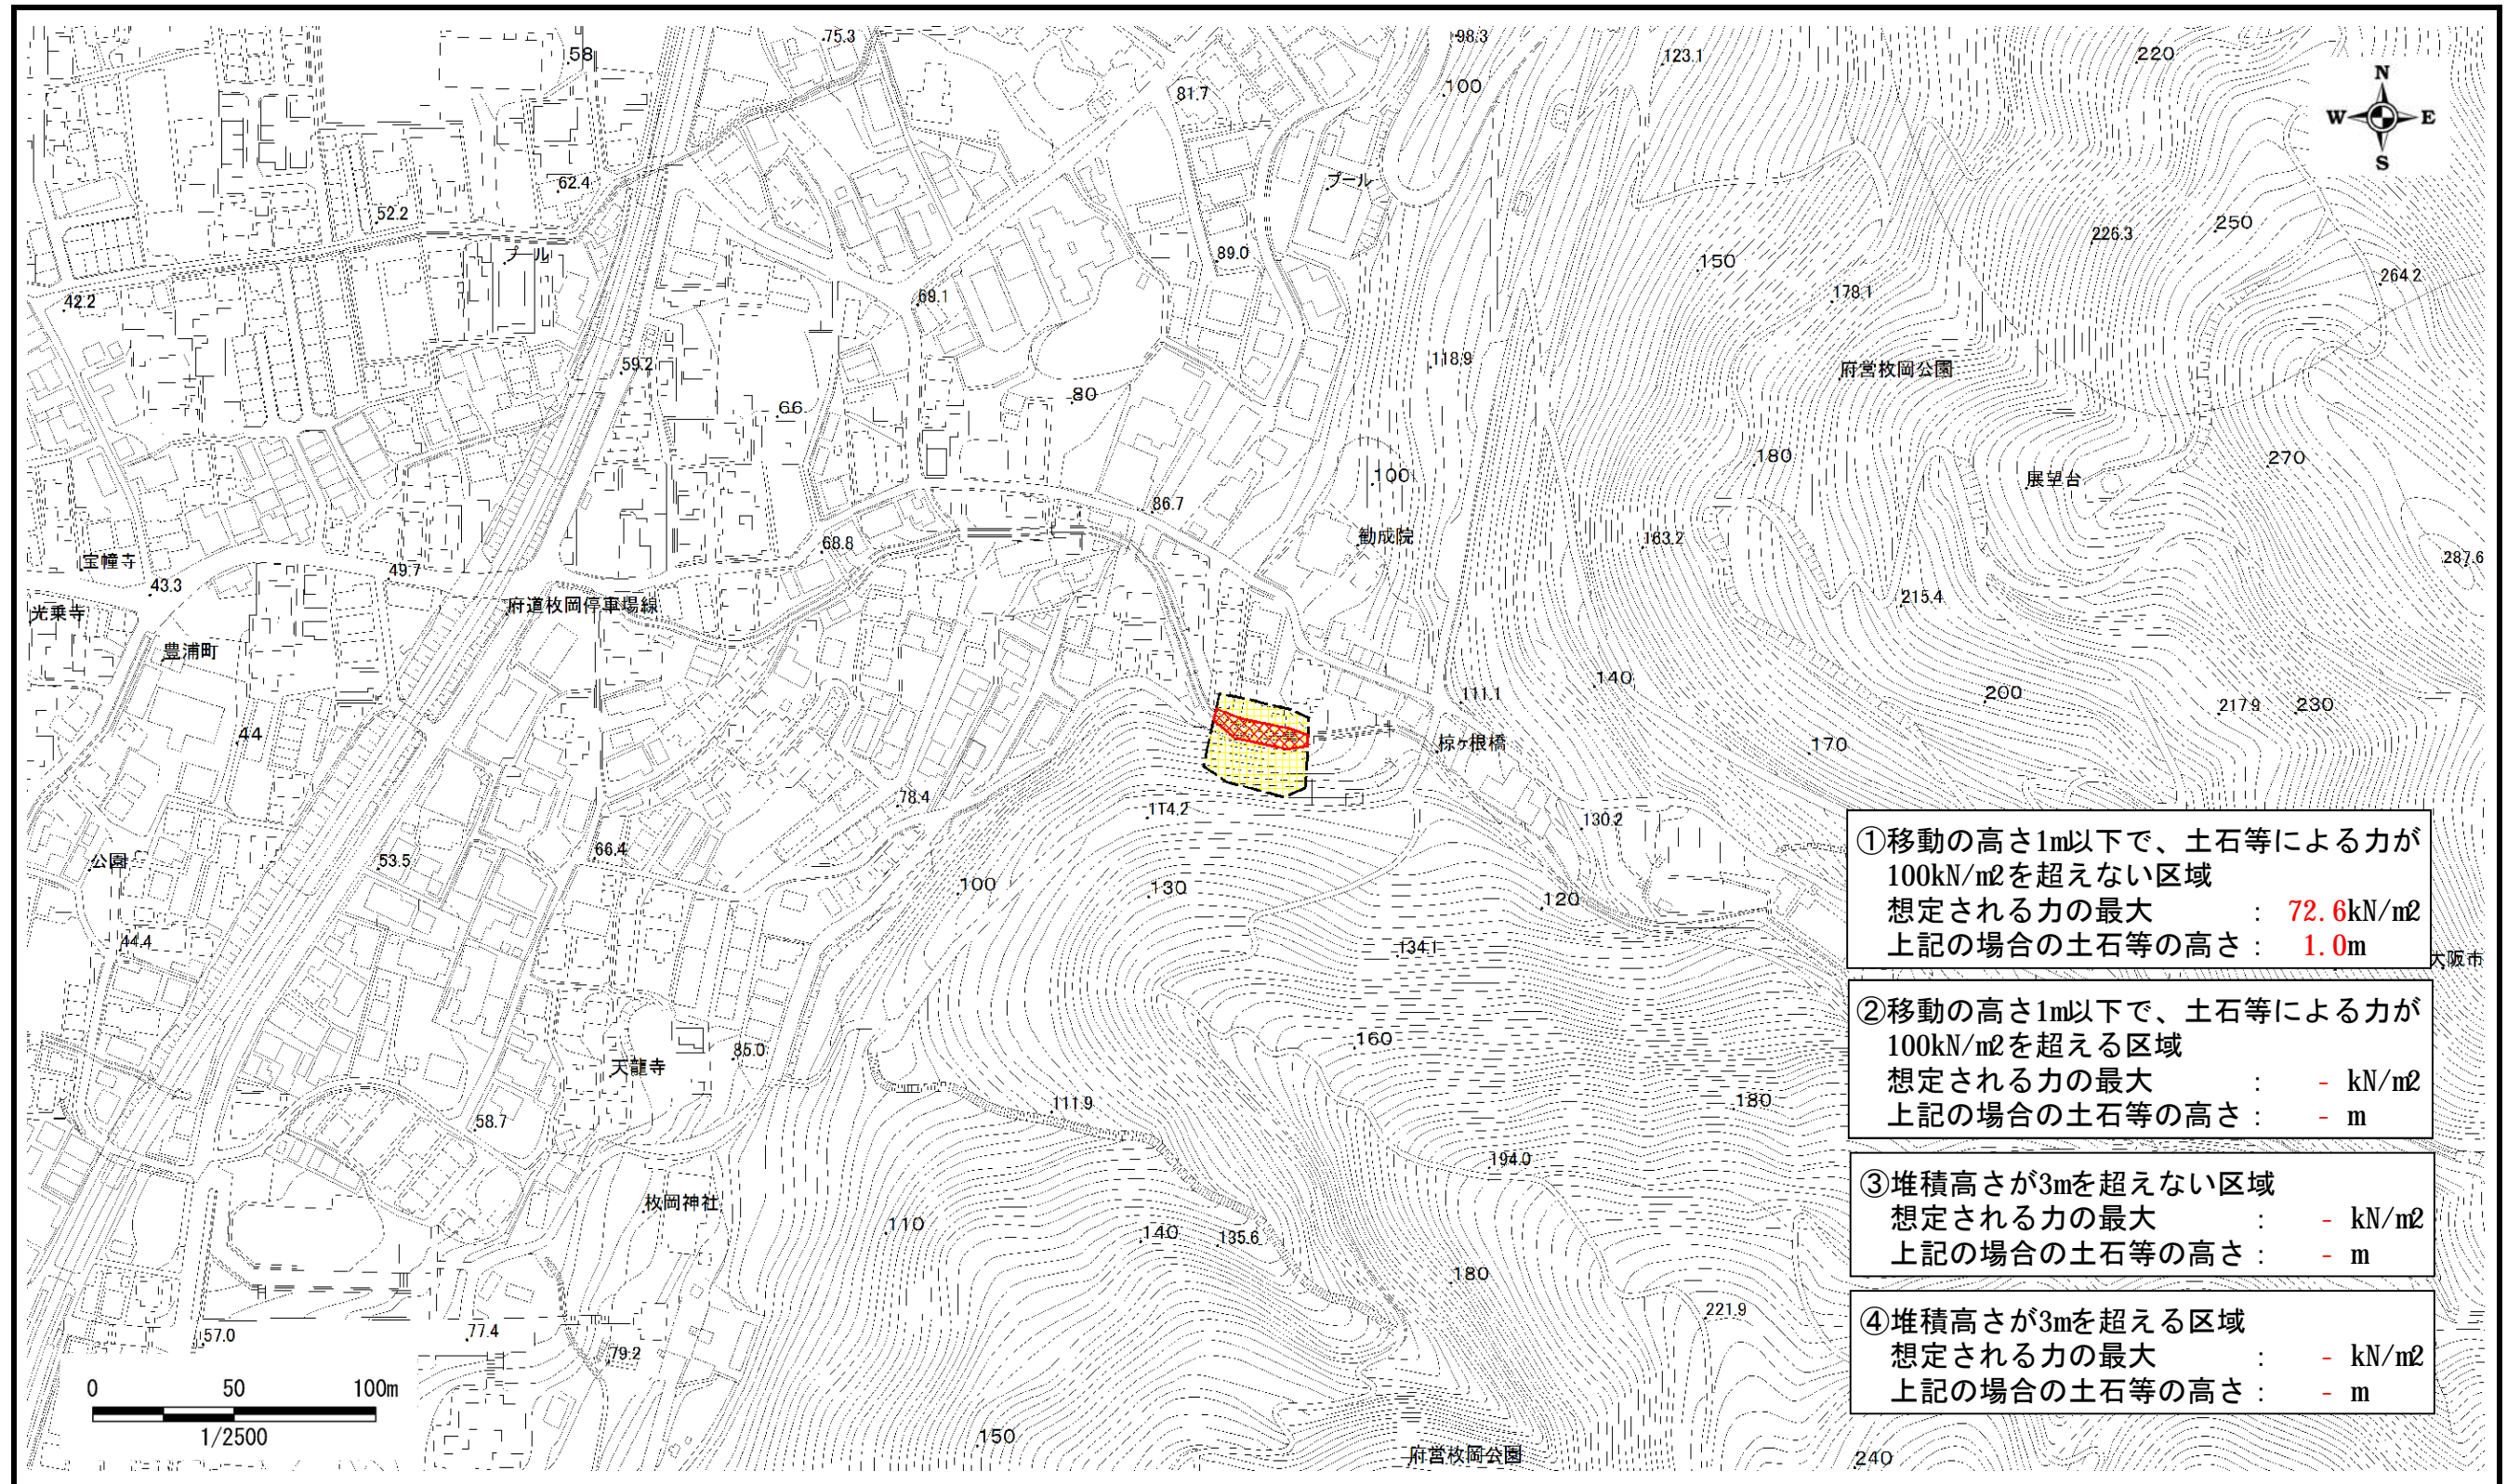 75.3
98.3
58
123.1
220
N
W E
S
100
81.7
プール
62.4
52.2
226.3
250
プール
89.0
150
264.2
42.2
69.1
178.1
59.2
118.9
府営枚岡公園
66
80
180
270
100
展望台
86.7
勧成院
68.8
183.2
宝幢寺
49.7
287.6
43.3
府道枚岡停車場線
215.4
光乗寺
豊浦町
140
111.1
200
217.9
230
44
椋ヶ根橋
170
78.4
114.2
130.2
公園
53.5
66.4
100
130
120
44.4
134.1
大阪市
①移動の高さ1m以下で、土石等による力が
100kN/m2を超えない区域
想定される力の最大 : 72.6kN/m2
上記の場合の土石等の高さ: 1.0m
②移動の高さ1m以下で、土石等による力が
100kN/m2を超える区域
想定される力の最大 : - kN/m2
上記の場合の土石等の高さ: - m
③堆積高さが3mを超えない区域
想定される力の最大 : - kN/m2
上記の場合の土石等の高さ: - m
④堆積高さが3mを超える区域
想定される力の最大 : - kN/m2
上記の場合の土石等の高さ: - m
160
85.0
天龍寺
111.9
180
58.7
194.0
枚岡神社
110
140
135.6
180
221.9
57.0
77.4
79.2
0 50 100m
1/2500
150
府営枚岡公園
240